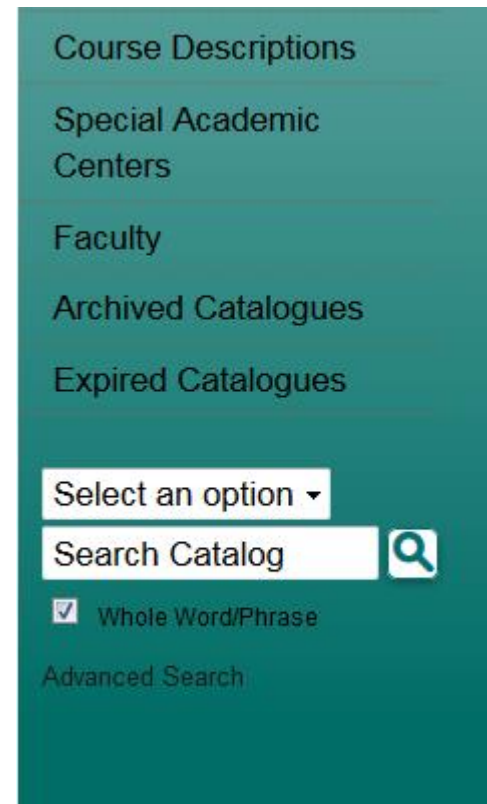 Course Descriptions
Special Academic
Centers
Faculty
Archived Catalogues
Expired Catalogues
Select an option
Search Catalog
Whole Word/Phrase
Advanced Search